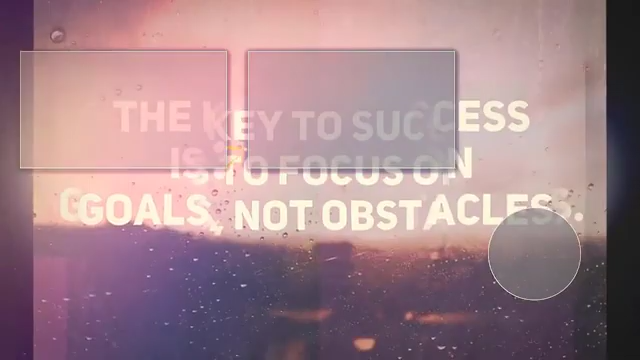 THE KEY TO SUCCESS
IS TO FOCUS ON
GOALS, NOT OBSTACLES.